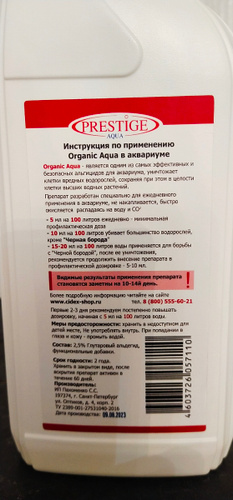 PRESTIGE
AQUA
Инструкция по применению
Organic Aqua в аквариуме
Organic Aqua - является одним из самых эффективных и
безопасных альгицидов для аквариума, уничтожает
клетки вредных водорослей, сохраняя при этом в целости
клетки высших водных растений.
Препарат разработан специально для ежедневного
применения в аквариуме, не накапливается, быстро
окисляется распадаясь на воду и CO²
- 5 мл на 100 литров ежедневно - минимальная
профилактическая доза
- 10 мл на 100 литров убивает большинство водорослей,
кроме "Черная борода"
- 15-20 мл на 100 литров воды применяется для борьбы
с "Черной бородой", после ее уничтожения,
рекомендуется продолжить внесение препарата в
профилактической дозировке - 5-10 мл.
Видимые результаты применения препарата
становятся заметны на 10-14й день.
более подробную инструкцию читайте на сайте
www.cidex-shop.ru тел. 8 (800) 555-60-21
Первые 2-3 дня рекомендуем постепенно повышать
дозировку, начиная с 5 мл на 100 литров воды.
Меры предосторожности: хранить в недоступном для
детей месте. Не употреблять внутрь. При попадании в
глаза и на кожу, промыть водой.
Состав: 2,5% Глутаровый альдегид,
функциональные добавки.
Срок годности: 2 года.
Хранить в закрытом виде, после
вскрытия препарат активен в
течение 60 дней.
Производитель:
ИП Пахоменко С.С.
197374, г. Санкт-Петербург
ул. Оптиков, д. 4, корп. 2
ТУ 2389-001-27531040-2016
Дата производства: 09.06.2023
4603726057110